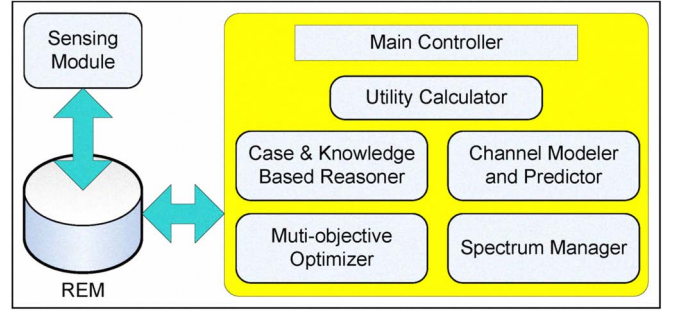 Sensing
Module
REM
Main Controller
Utility Calculator
Case & Knowledge
Based Reasoner
Channel Modeler
and Predictor
Muti-objective
Optimizer
Spectrum Manager